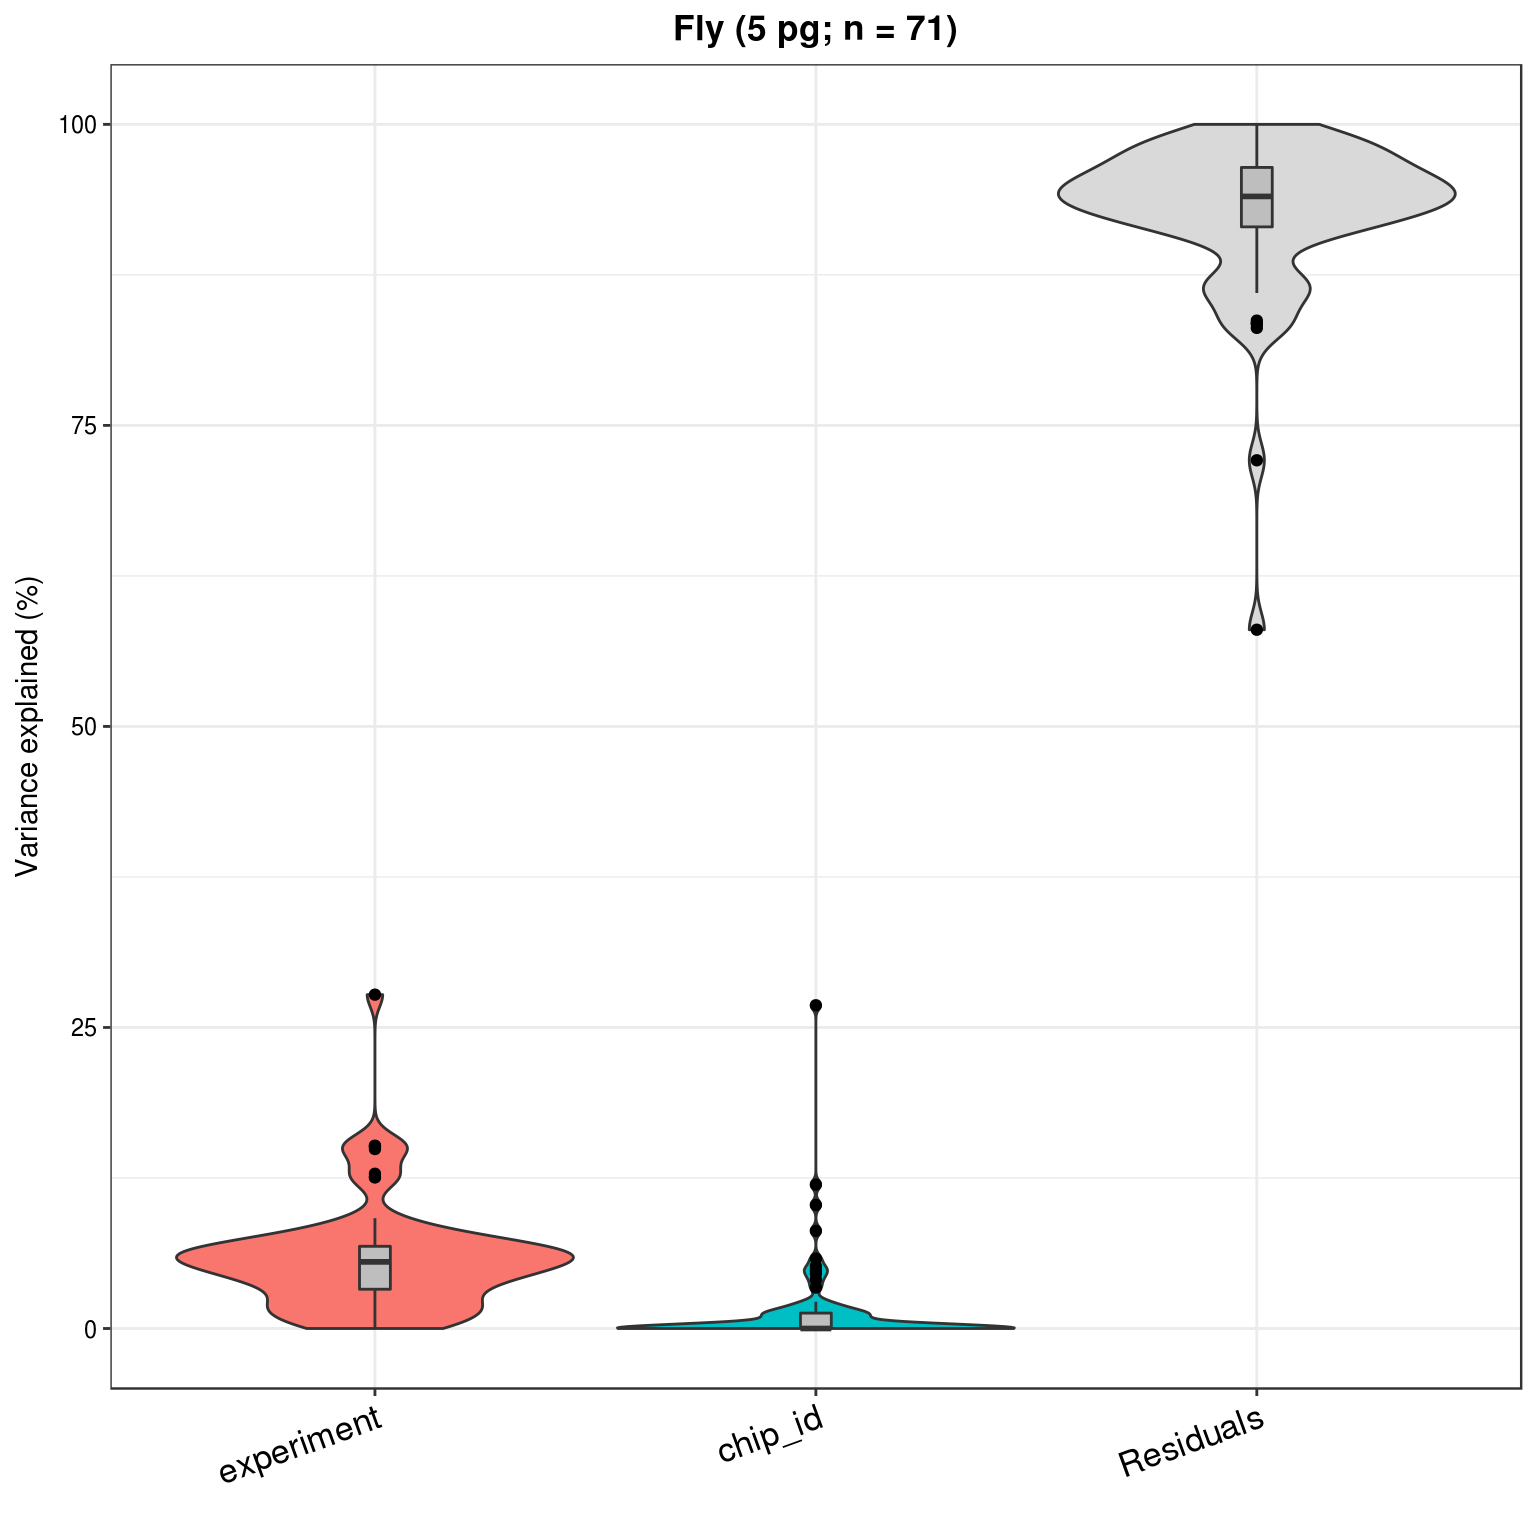 Fly (5 pg; n = 71)
Variance explained (%)
100
75
50
25
0
experiment
chip_id
Residuals